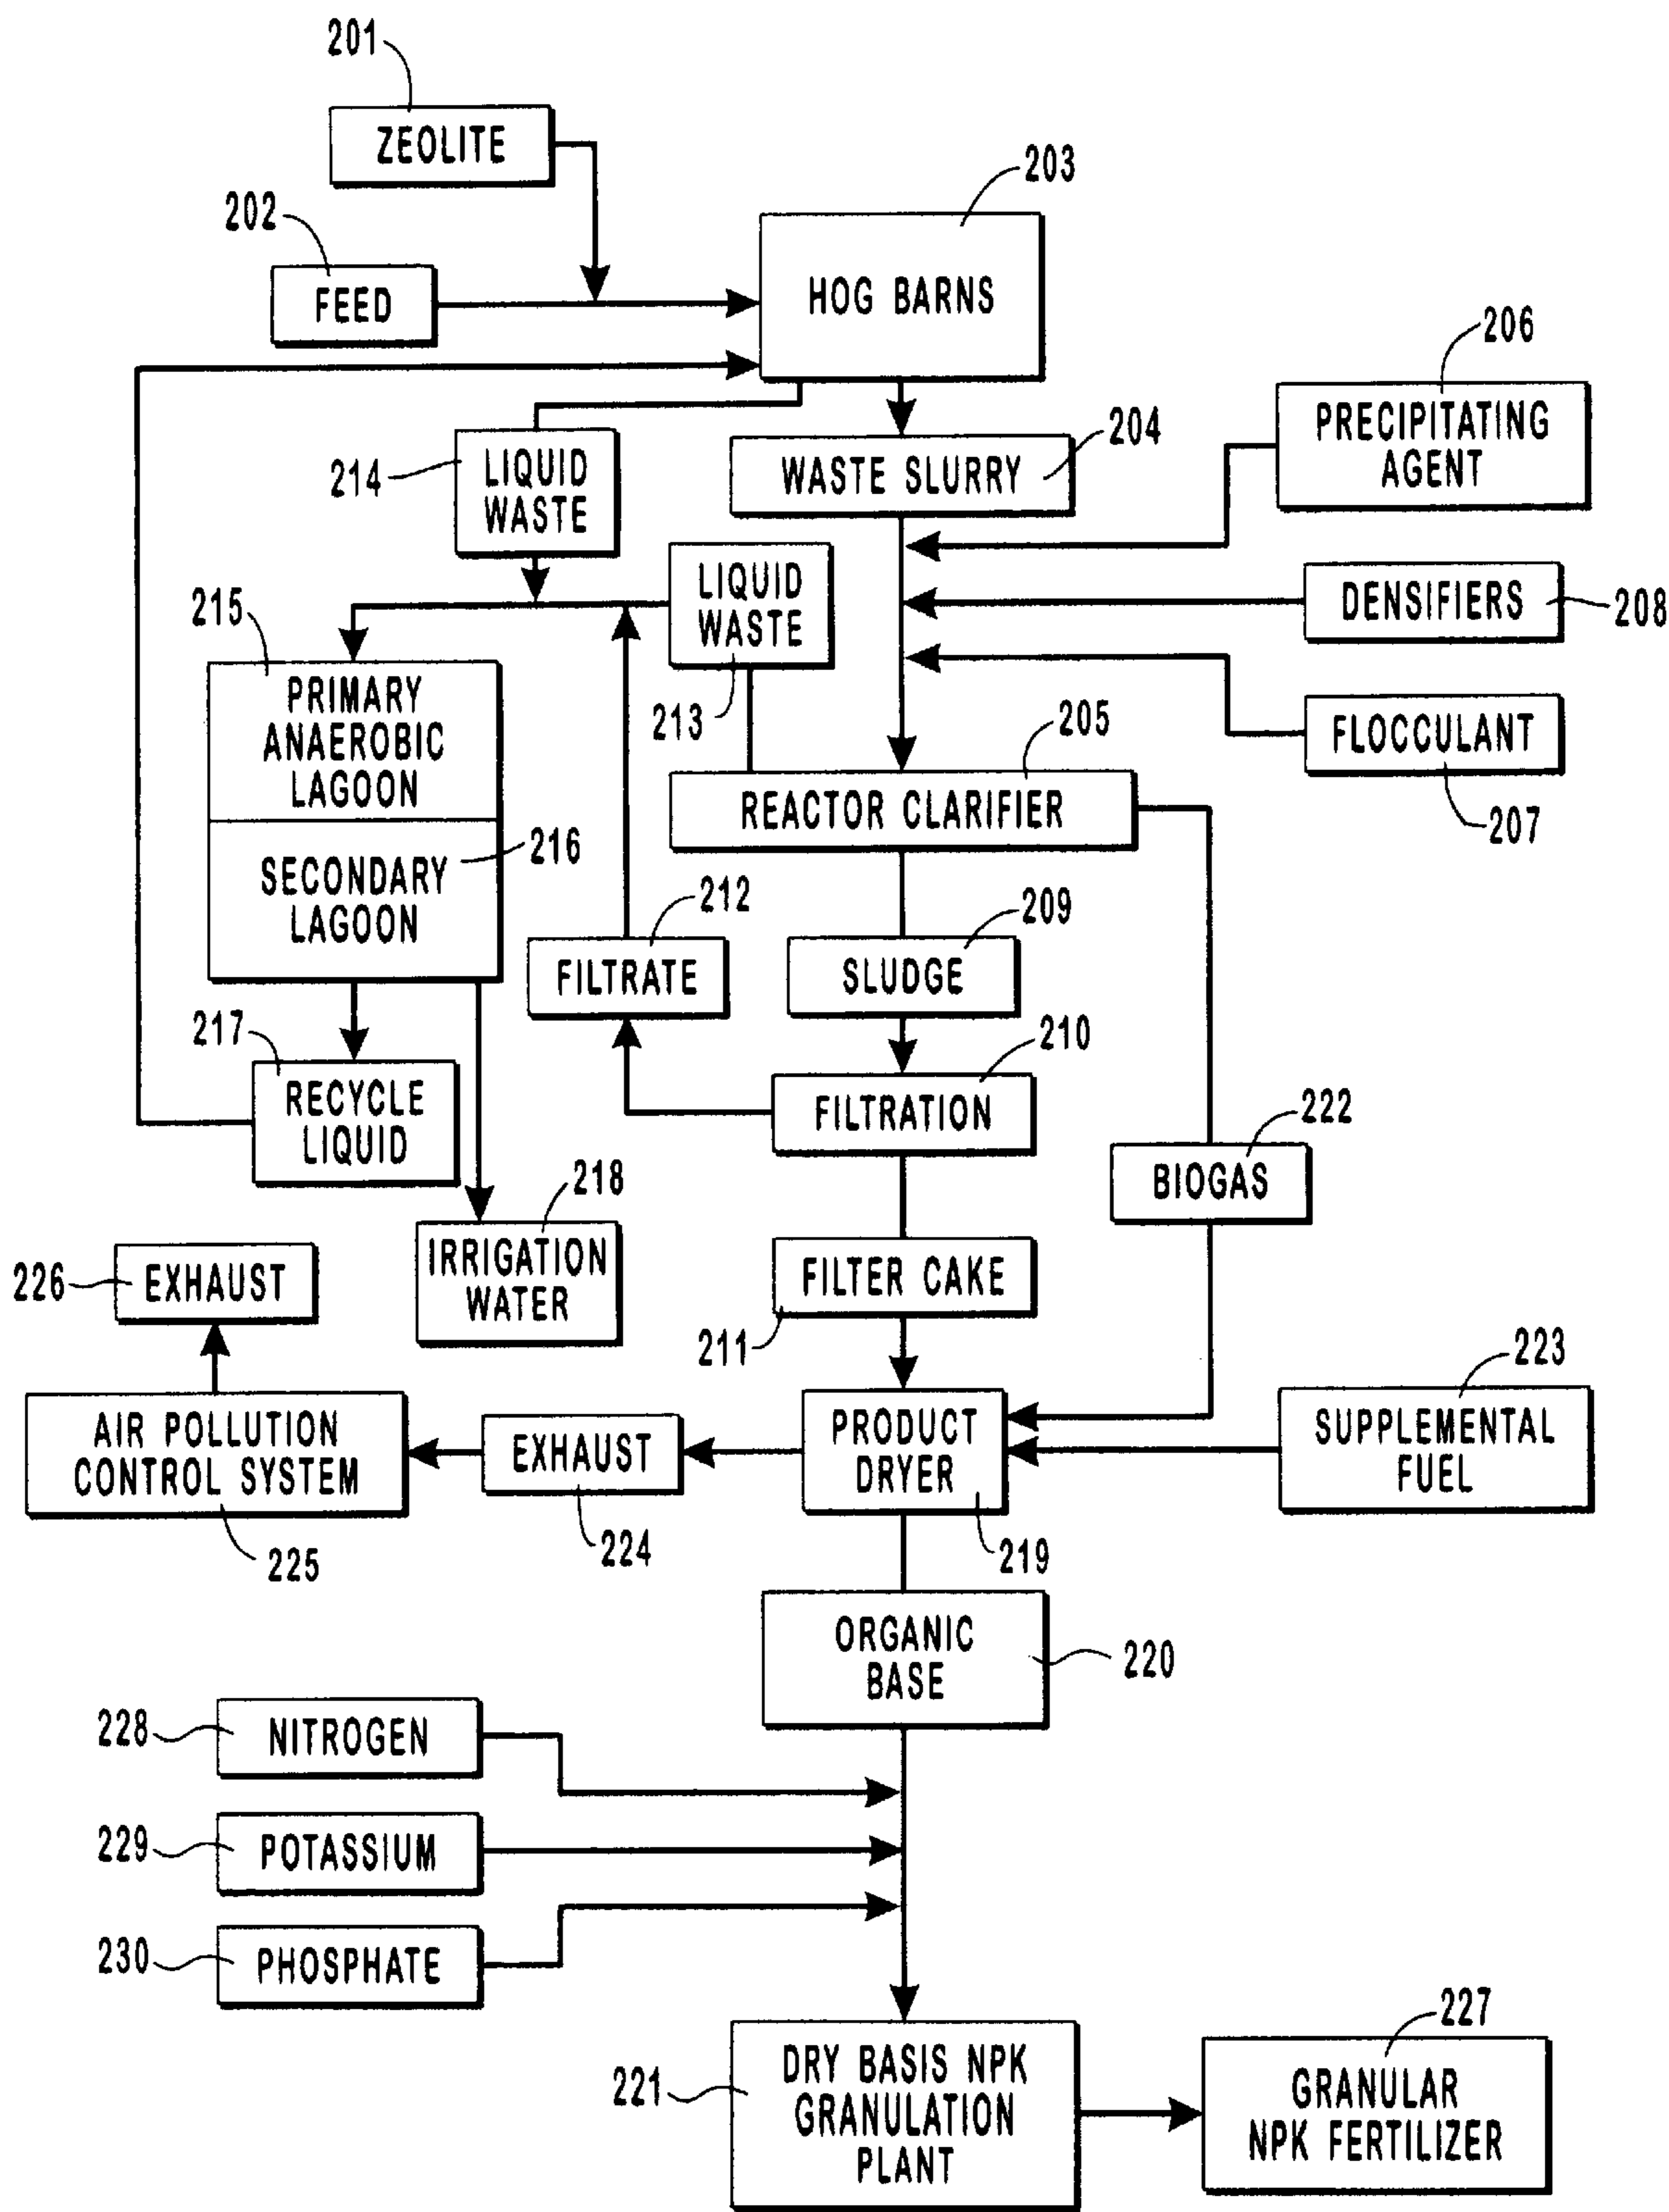 201
ZEOLITE
202
FEED
203
HOG BARNS
206
PRECIPITATING
AGENT
214
LIQUID
WASTE
204
WASTE SLURRY
LIQUID
WASTE
213
DENSIFIERS
208
215
PRIMARY
ANAEROBIC
LAGOON
FLOCCULANT
207
205
REACTOR CLARIFIER
216
SECONDARY
LAGOON
212
FILTRATE
209
SLUDGE
217
RECYCLE
LIQUID
210
FILTRATION
222
BIOGAS
218
IRRIGATION
WATER
226
EXHAUST
FILTER CAKE
211
223
SUPPLEMENTAL
FUEL
AIR POLLUTION
CONTROL SYSTEM
225
EXHAUST
224
PRODUCT
DRYER
219
ORGANIC
BASE
220
228
NITROGEN
229
POTASSIUM
230
PHOSPHATE
221
DRY BASIS NPK
GRANULATION
PLANT
227
GRANULAR
NPK FERTILIZER